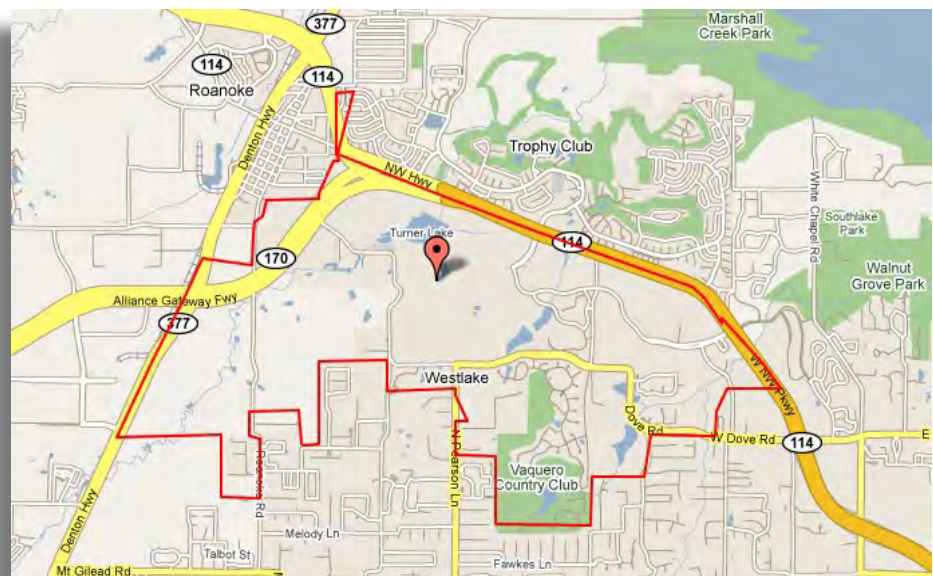 377
Marshall
Creek Park
114
Roanoke
114
Denton Hwy
Trophy Club
NW Hwy
White Chapel Rd
Southlake
Park
Turner Lake
114
170
Walnut
Grove Park
Alliance Gateway Fwy
377
Westlake
W NW Pkwy
Dove Rd
W Dove Rd
114
E
N Pearson Ln
Vaquero
Country Club
Roanoke Rd
Denton Hwy
Melody Ln
Talbot St
Fawkes Ln
Mt Gilead Rd